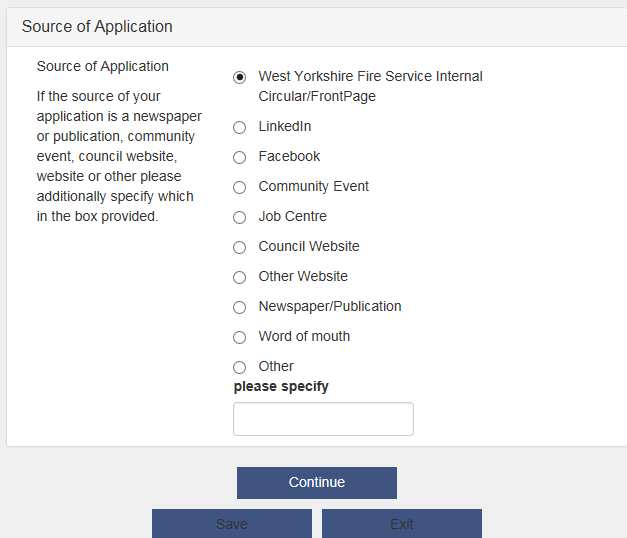 Source of Application
Source of Application
If the source of your
application is a newspaper
or publication, community
event, council website,
website or other please
additionally specify which
in the box provided.
West Yorkshire Fire Service Internal
Circular/FrontPage
LinkedIn
Facebook
Community Event
Job Centre
Council Website
Other Website
Newspaper/Publication
Word of mouth
Other
please specify
Continue
Save
Exit